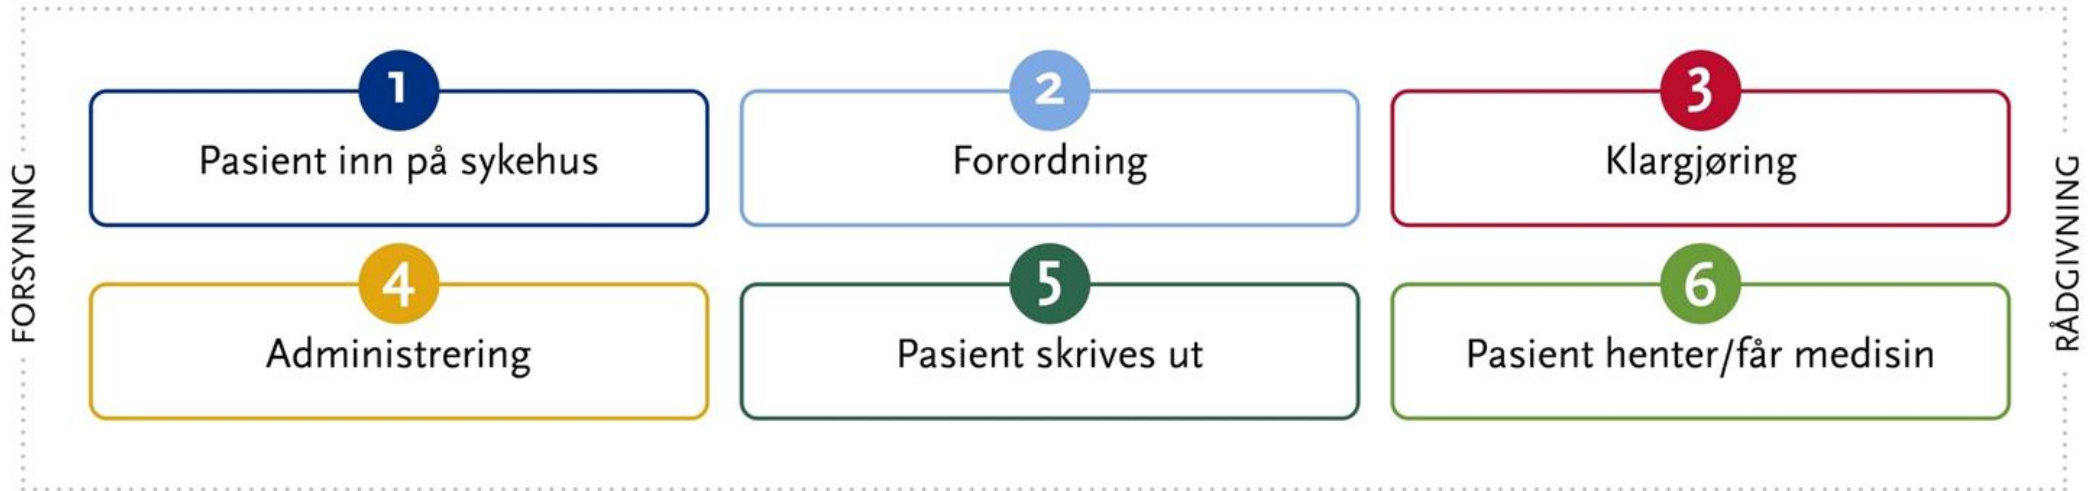 FORSYNING
1
Pasient inn på sykehus
2
Forordning
3
Klargjøring
4
Administrering
5
Pasient skrives ut
6
Pasient henter/får medisin
RÅDGIVNING